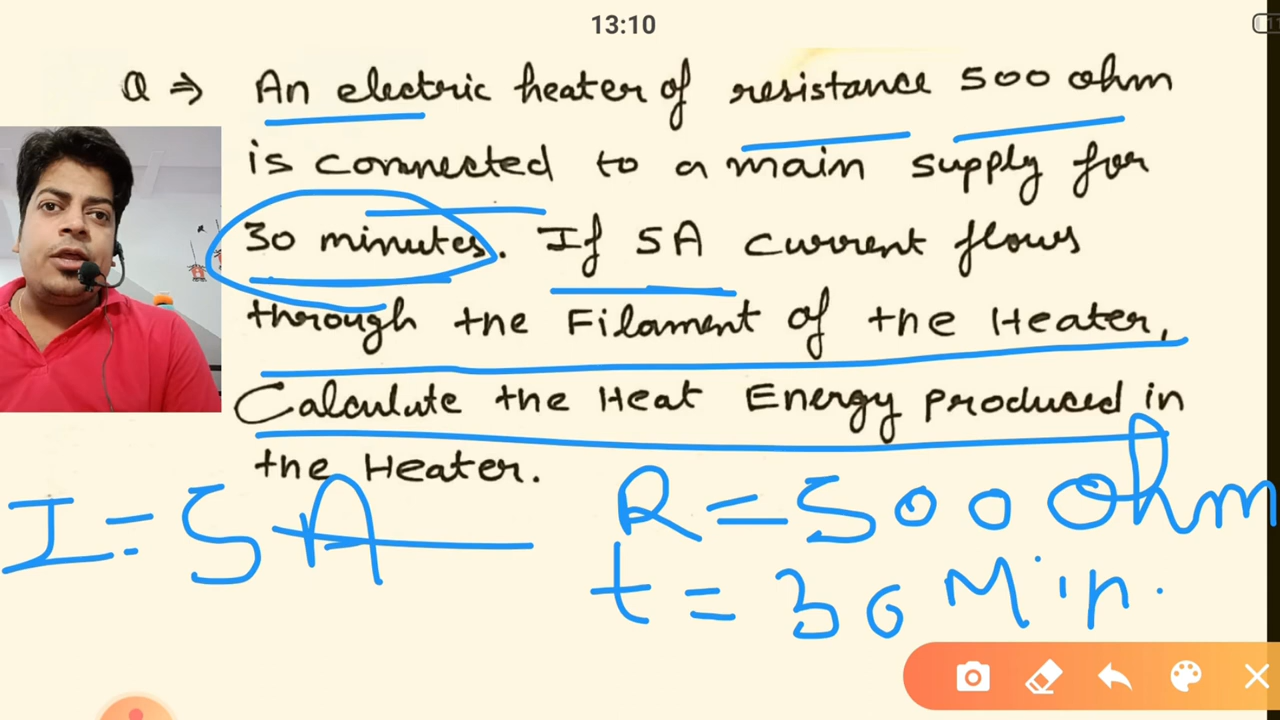 13:10
Q ⇒ An electric heater of resistance 500 ohm
is connected to a main supply for
30 minutes. If 5A current flows
through the Filament of the Heater,
Calculate the Heat Energy produced in
the Heater.
I = 5A R = 500 ohm
t = 30 Min.